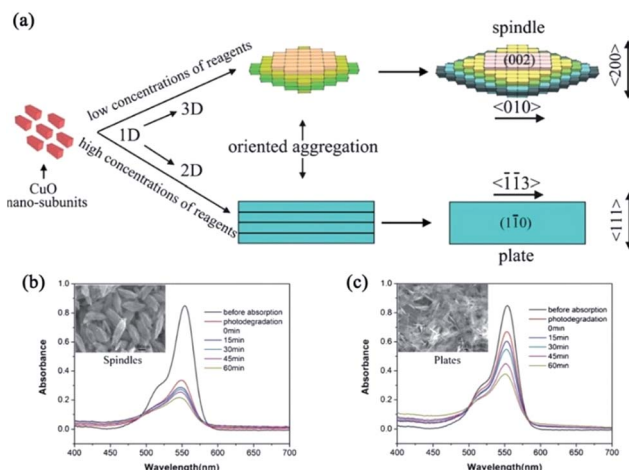 (a)
low concentrations of reagents
high concentrations of reagents
1D
3D
2D
CuO
nano-subunits
oriented aggregation
spindle
(002)
<010>
<200>
<1̄1̄3>
(11̄0)
<111>
plate
(b)
Absorbance
1.0
0.8
0.6
0.4
0.2
0.0
Spindles
before absorption
photodegradation
0min
15min
30min
45min
60min
400 450 500 550 600 650 700
Wavelength(nm)
(c)
Absorbance
1.0
0.8
0.6
0.4
0.2
0.0
Plates
before absorption
photodegradation
0min
15min
30min
45min
60min
400 450 500 550 600 650 700
Wavelength(nm)